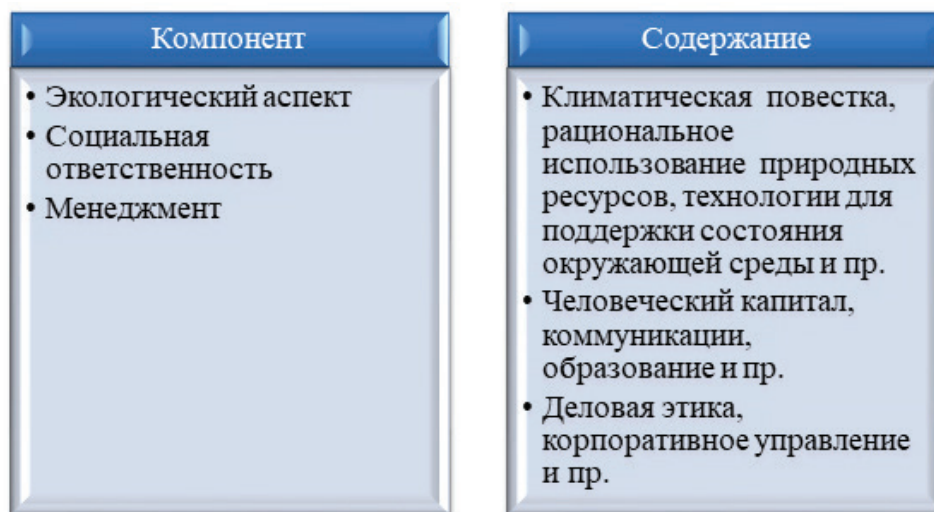 Компонент
• Экологический аспект
• Социальная
ответственность
• Менеджмент
Содержание
• Климатическая повестка,
рациональное
использование природных
ресурсов, технологии для
поддержки состояния
окружающей среды и пр.
• Человеческий капитал,
коммуникации,
образование и пр.
• Деловая этика,
корпоративное управление
и пр.